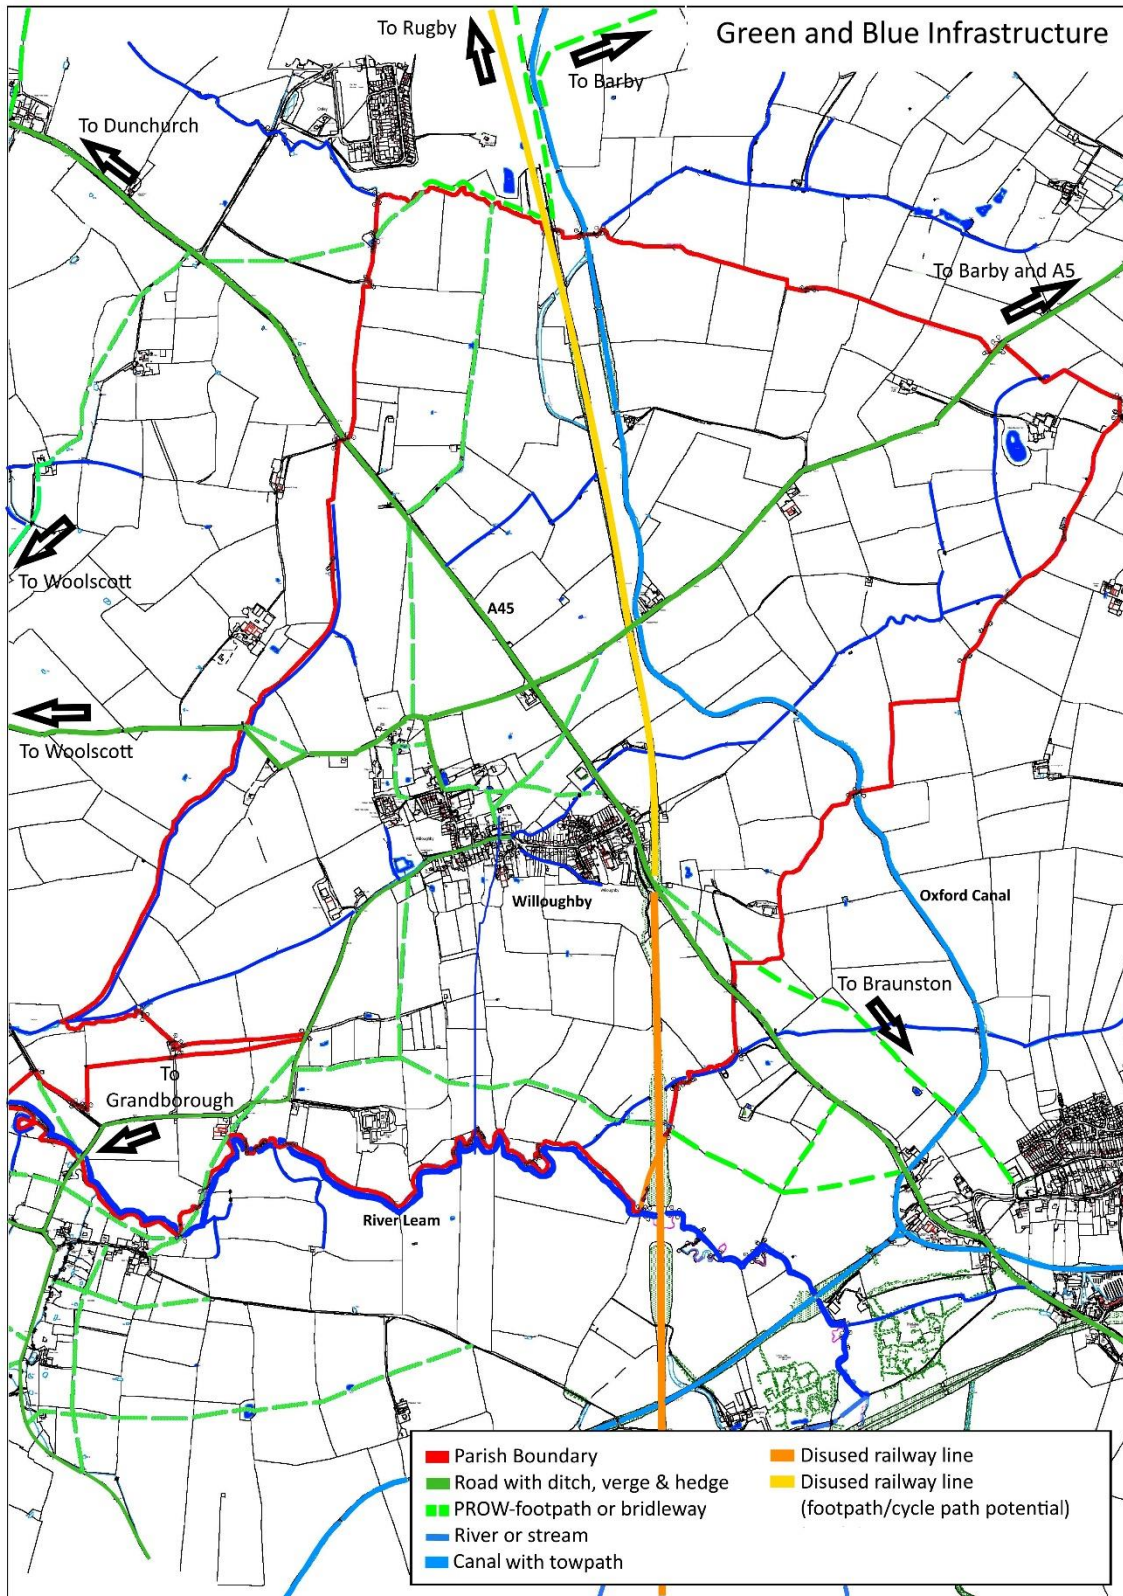 Green and Blue Infrastructure
To Rugby
To Barby
To Dunchurch
To Barby and A5
To Woolscott
A45
To Woolscott
Willoughby
Oxford Canal
To Braunston
To
Grandborough
River Leam
Parish Boundary
Road with ditch, verge & hedge
PROW-footpath or bridleway
River or stream
Canal with towpath
Disused railway line
Disused railway line
(footpath/cycle path potential)